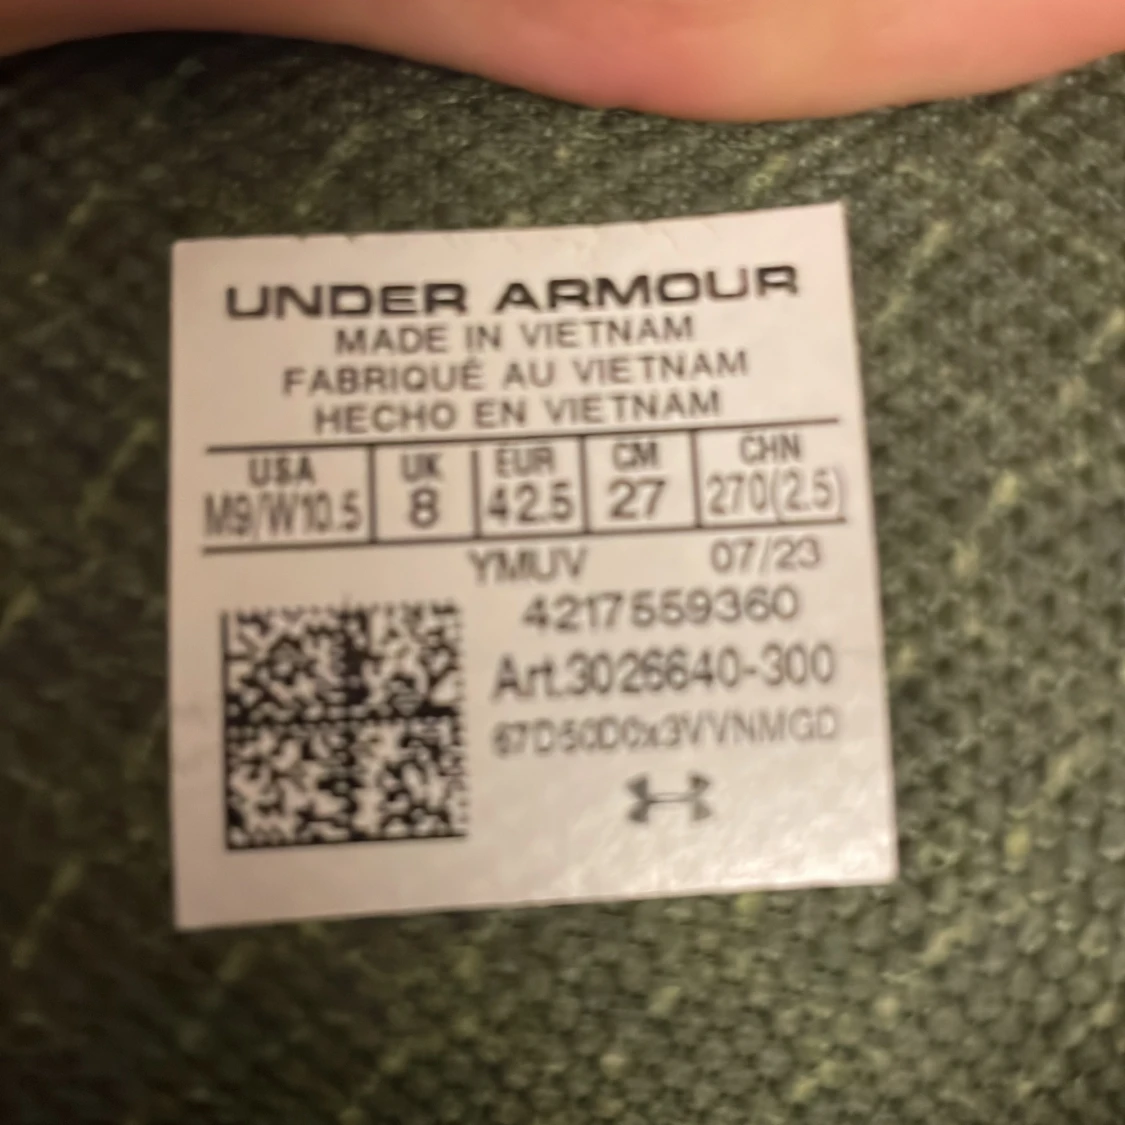 UNDER ARMOUR
MADE IN VIETNAM
FABRIQUÉ AU VIETNAM
HECHO EN VIETNAM
USA UK EUR CM CHN
M9/W10.5 8 42.5 27 270(2.5)
YMUV 07/23
4217559360
Art.3026640-300
67D50D0x3VVNMGD